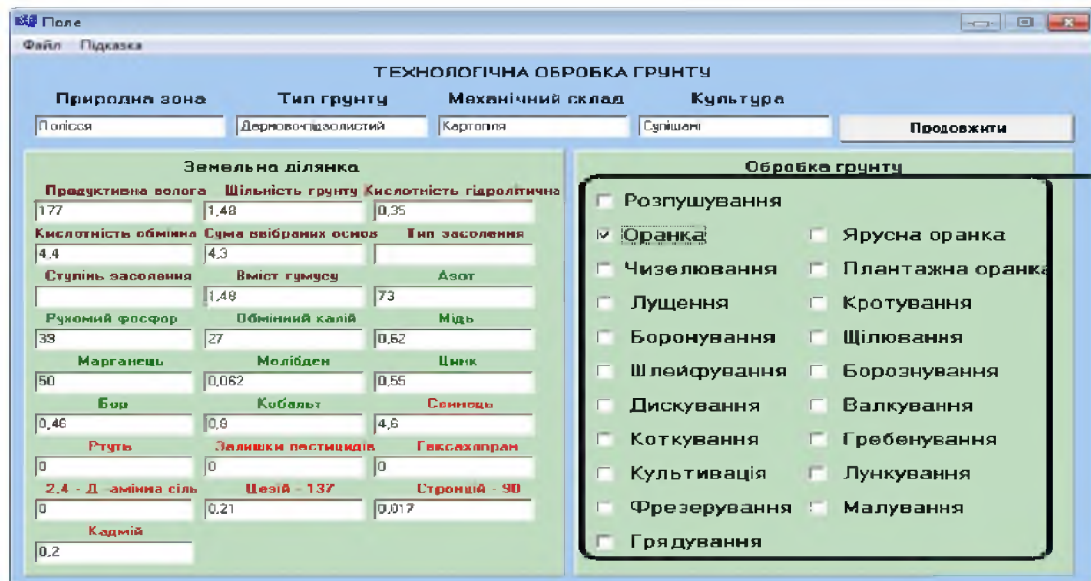 Поле
Файл Підказка
ТЕХНОЛОГІЧНА ОБРОБКА ГРУНТУ
Природна зона Тип грунту Механічний склад Культура
Полісся Дерново-підзолистий Картопля Супішані Продовжити
Земельна ділянка
Продуктивна волога Щільність грунту Кислотність гідролітична
177 1,48 0,35
Кислотність обмінна Сума ввібраних основ Тип засолення
4,4 4,3
Ступінь засолення Вміст гумусу Азот
1,48 73
Рухомий фосфор Обмінний калій Мідь
39 27 0,62
Марганець Молібден Цинк
50 0,062 0,55
Бор Кобальт Свинець
0,46 0,9 4,6
Ртуть Залишки пестицидів Гексахлоран
0 0 0
2,4 - Д -амінна сіль Цезій - 137 Стронцій - 90
0 0,21 0,017
Кадмій
0,2
Обробка грунту
Розпушування
Оранка Ярусна оранка
Чизелювання Плантажна оранка
Лущення Кротування
Боронування Щілювання
Шлейфування Борознування
Дискування Валкування
Коткування Гребенування
Культивація Лункування
Фрезерування Малування
Грядування